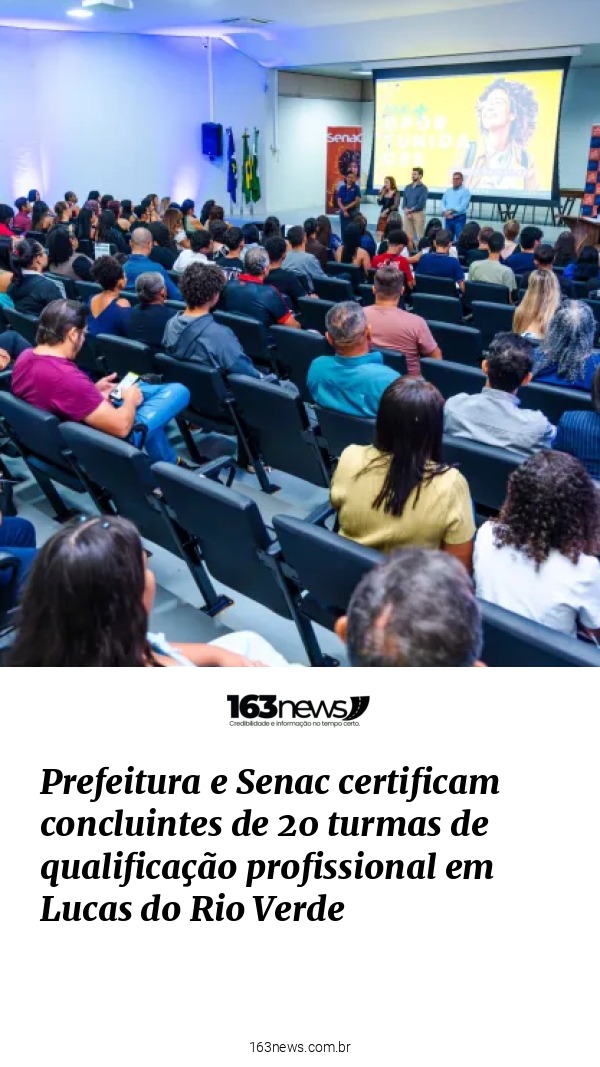 Senac
163news
Credibilidade e informação no tempo certo.
Prefeitura e Senac certificam
concluintes de 20 turmas de
qualificação profissional em
Lucas do Rio Verde
163news.com.br